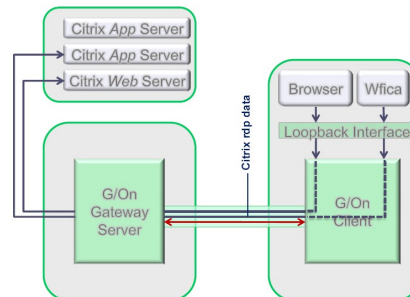 Citrix App Server
Citrix App Server
Citrix Web Server
Browser
Wfica
Loopback Interface
Citrix rdp data
G/On
Gateway
Server
G/On
Client